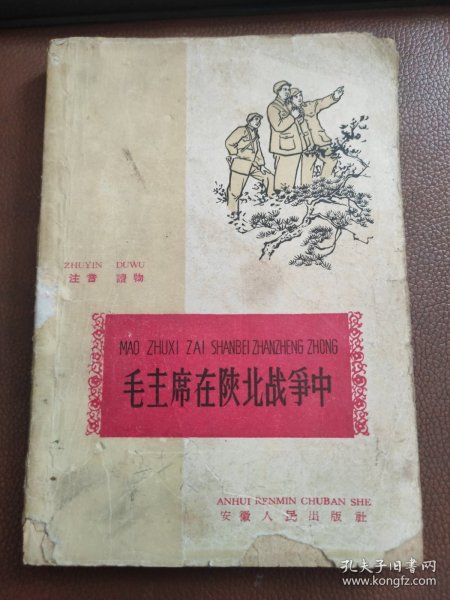 ZHUYIN DUWU
注音 讀物
MAO ZHUXI ZAI SHANBEI ZHANZHENG ZHONG
毛主席在陝北战爭中
ANHUI RENMIN CHUBAN SHE
安徽人民出版社
孔夫子旧书网
www.kongfz.com